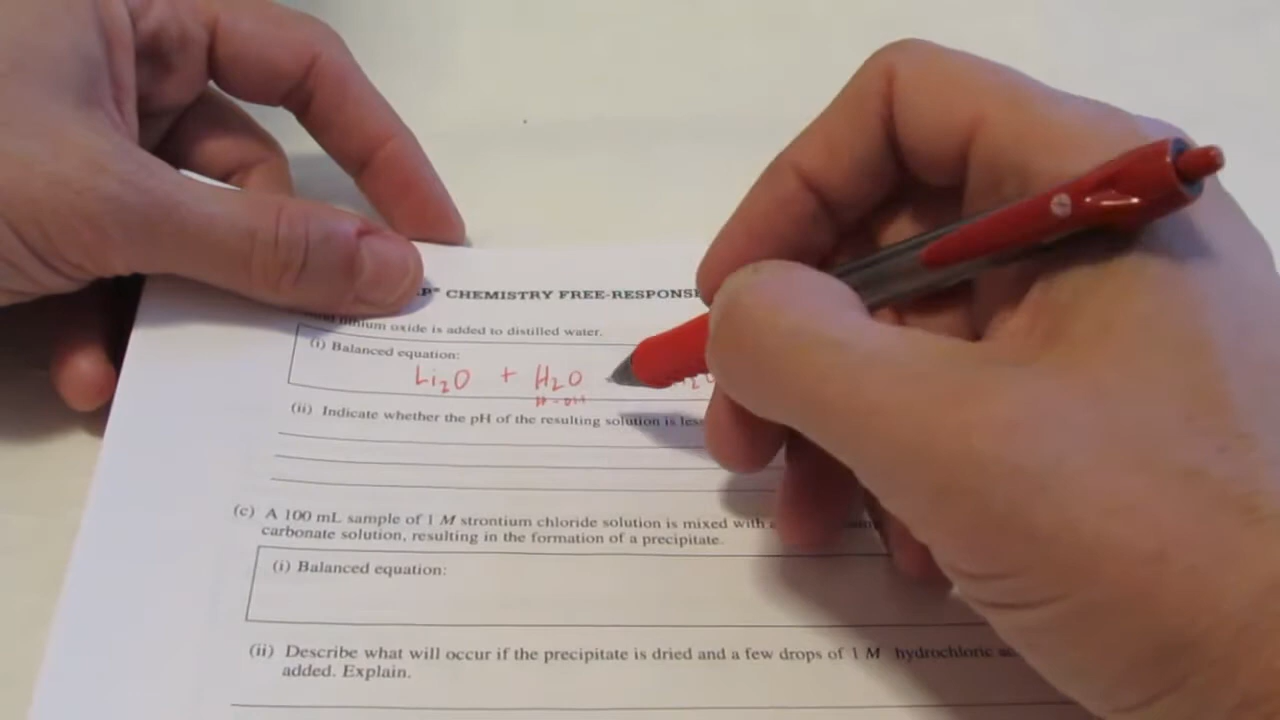 CHEMISTRY FREE-RESPONSE
lithium oxide is added to distilled water.
(i) Balanced equation:
Li₂O + H₂O
H-OH
(ii) Indicate whether the pH of the resulting solution is less
(c) A 100 mL sample of 1 M strontium chloride solution is mixed with
carbonate solution, resulting in the formation of a precipitate.
(i) Balanced equation:
(ii) Describe what will occur if the precipitate is dried and a few drops of 1 M hydrochloric
added. Explain.